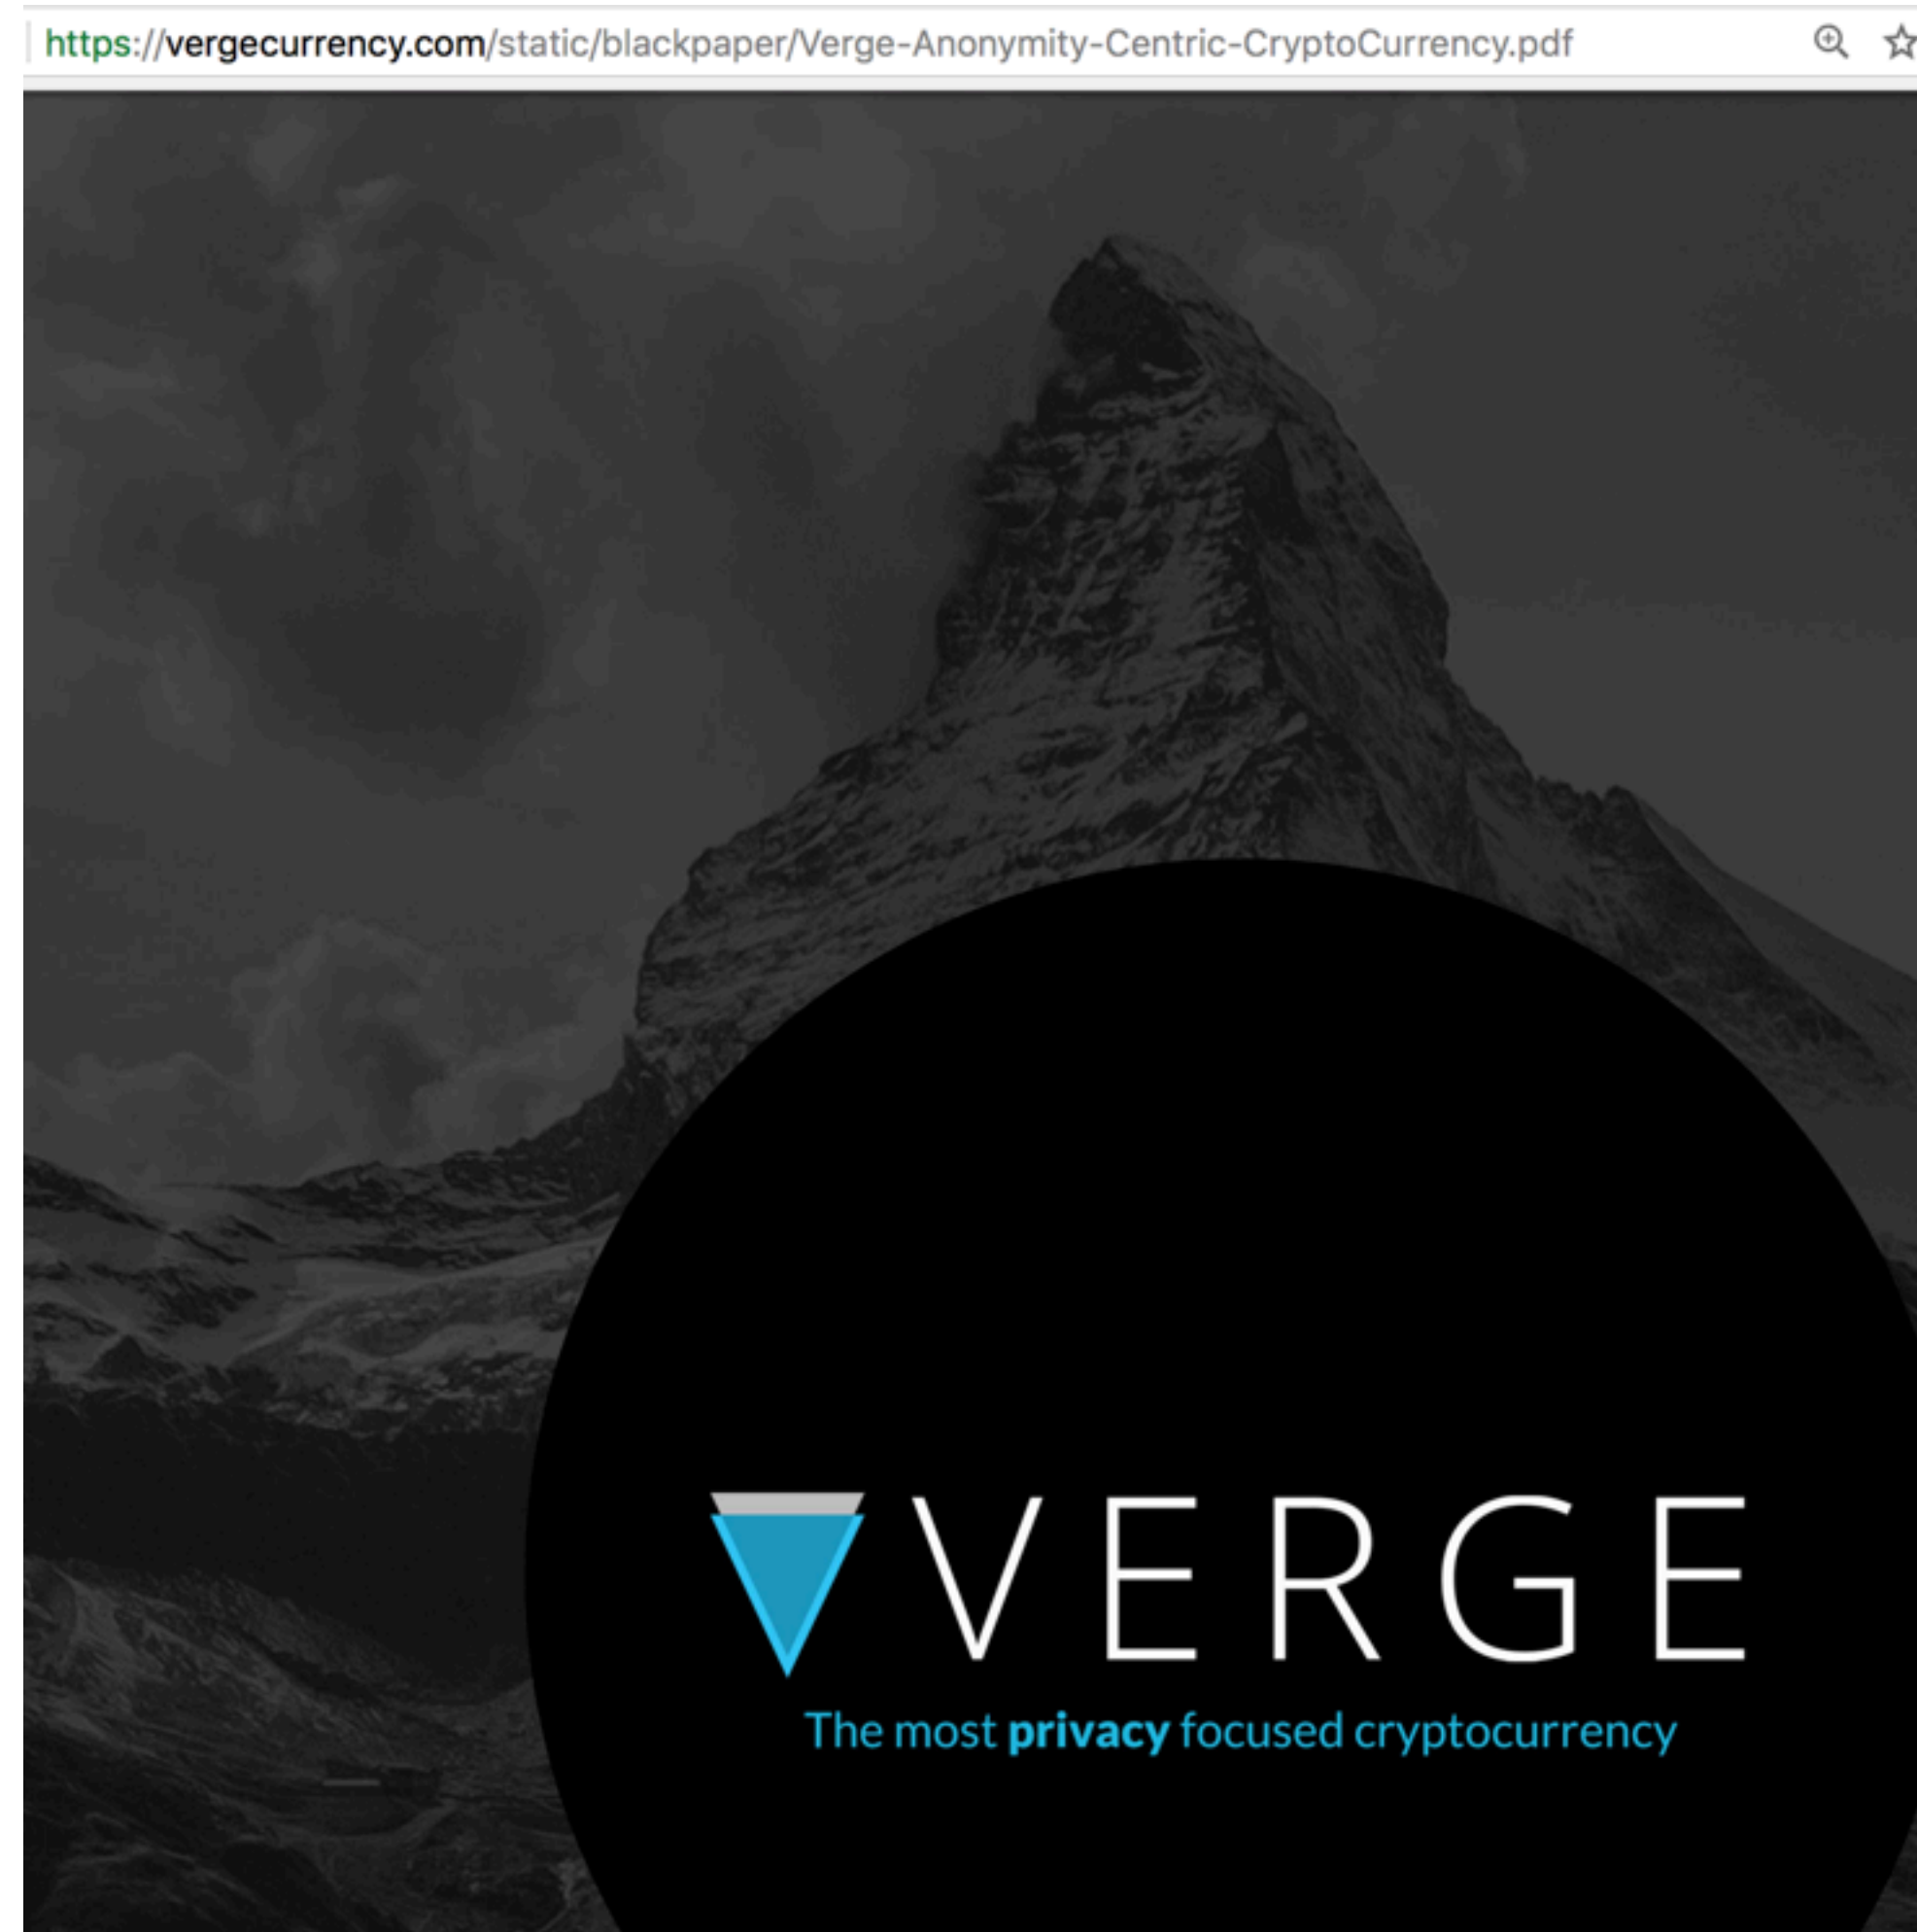 https://vergecurrency.com/static/blackpaper/Verge-Anonymity-Centric-CryptoCurrency.pdf
VERGE
The most privacy focused cryptocurrency